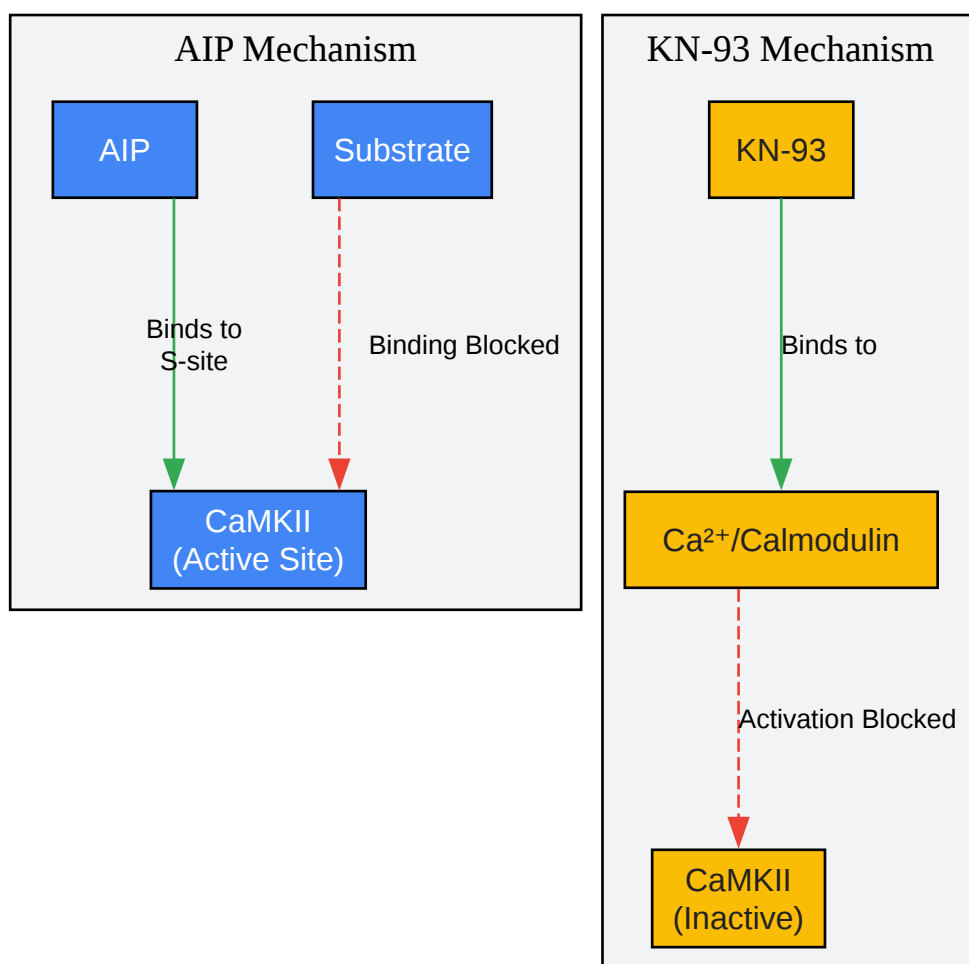 AIP Mechanism
AIP
Substrate
Binds to
S-site
Binding Blocked
CaMKII
(Active Site)
KN-93 Mechanism
KN-93
Binds to
Ca²⁺/Calmodulin
Activation Blocked
CaMKII
(Inactive)